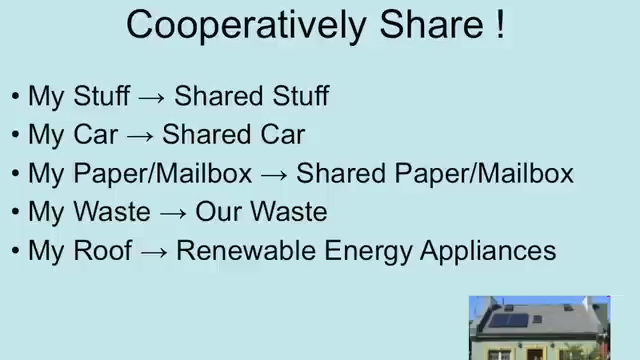 Cooperatively Share !
• My Stuff → Shared Stuff
• My Car → Shared Car
• My Paper/Mailbox → Shared Paper/Mailbox
• My Waste → Our Waste
• My Roof → Renewable Energy Appliances